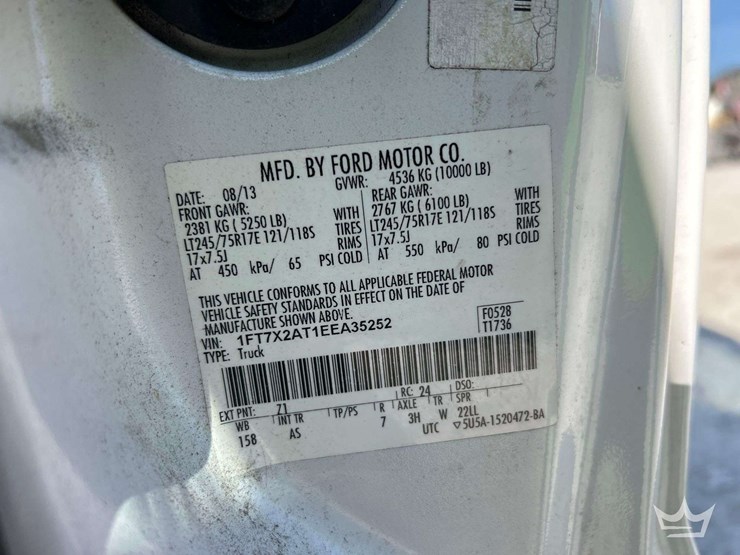 MFD. BY FORD MOTOR CO.
DATE: 08/13 GVWR: 4536 KG (10000 LB)
FRONT GAWR: REAR GAWR:
2381 KG ( 5250 LB) WITH 2767 KG ( 6100 LB) WITH
LT245/75R17E 121/118S TIRES LT245/75R17E 121/118S TIRES
17x7.5J RIMS 17x7.5J RIMS
AT 450 kPa/ 65 PSI COLD AT 550 kPa/ 80 PSI COLD
THIS VEHICLE CONFORMS TO ALL APPLICABLE FEDERAL MOTOR
VEHICLE SAFETY STANDARDS IN EFFECT ON THE DATE OF
MANUFACTURE SHOWN ABOVE.
VIN: 1FT7X2AT1EEA35252 F0528
TYPE: Truck T1736
EXT PNT: 71 RC: 24 DSO:
WB INT TR TP/PS R AXLE TR SPR
158 AS 7 3H W 22LL
UTC ▽5U5A-1520472-BA